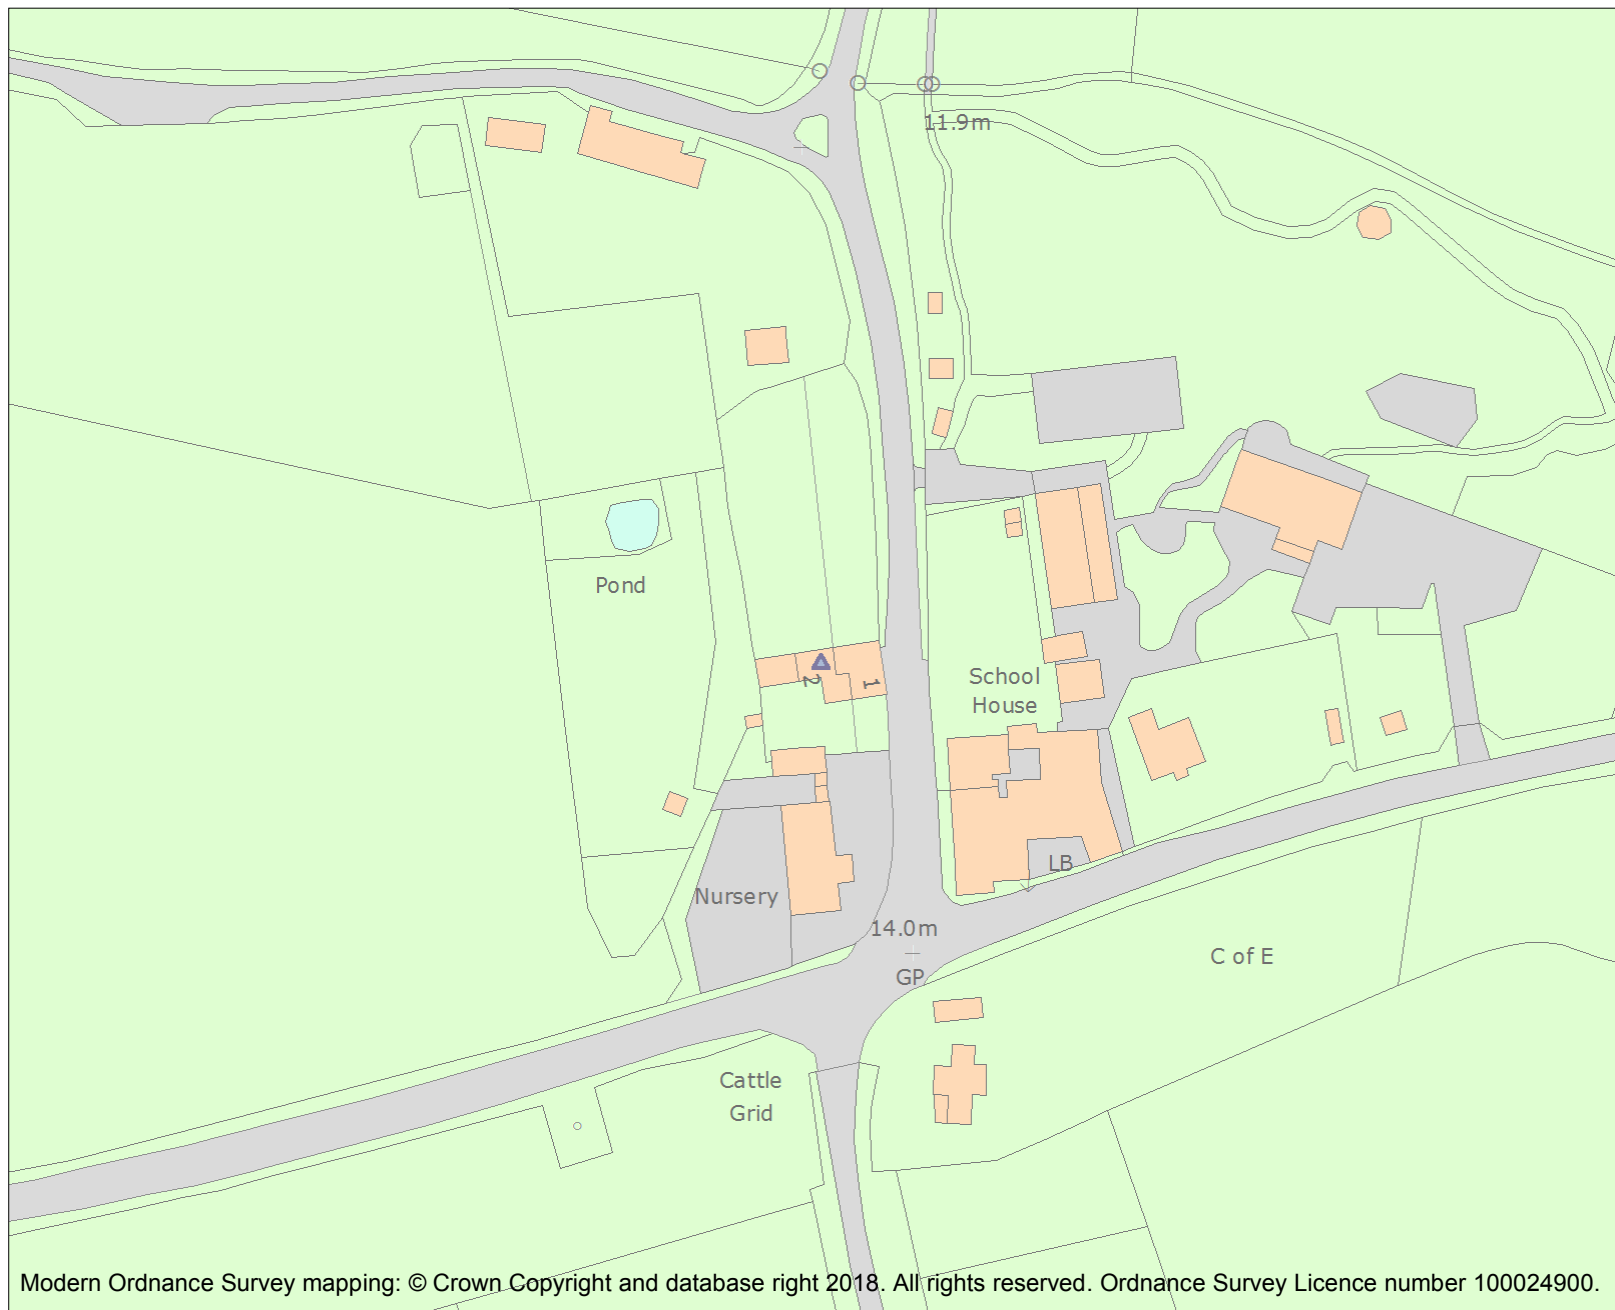 11.9m
Pond
School
House
2
1
LB
Nursery
14.0m
C of E
GP
Cattle
Grid
Modern Ordnance Survey mapping: © Crown Copyright and database right 2018. All rights reserved. Ordnance Survey Licence number 100024900.